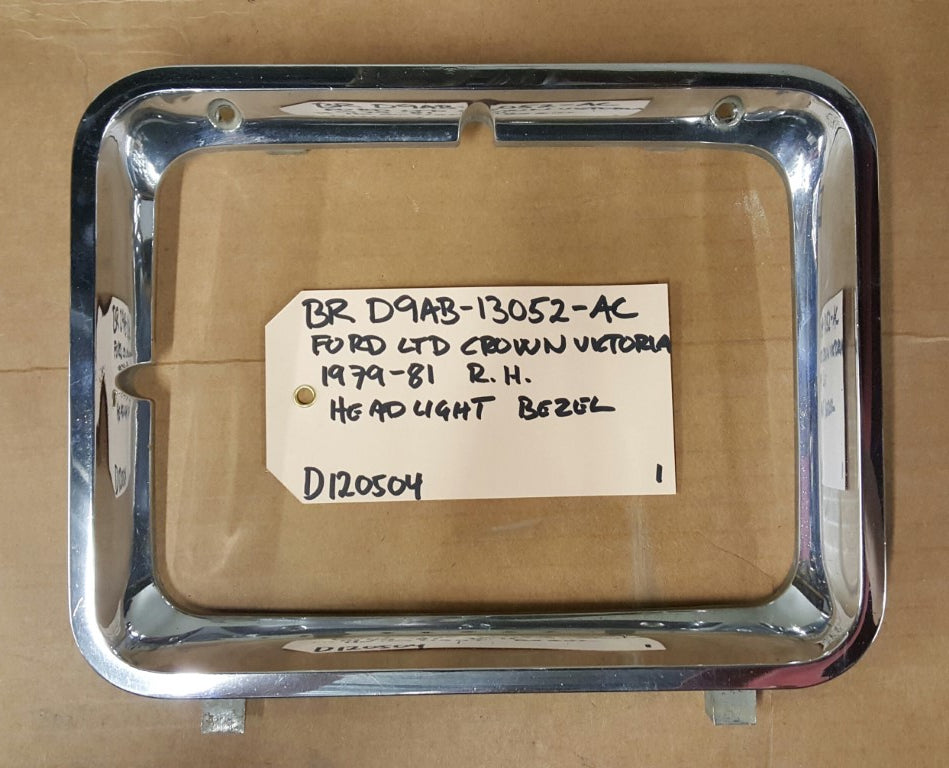 BR D9AB-13052-AC
FORD LTD CROWN VICTORIA
1979-81 R.H.
HEADLIGHT BEZEL
D120504 1